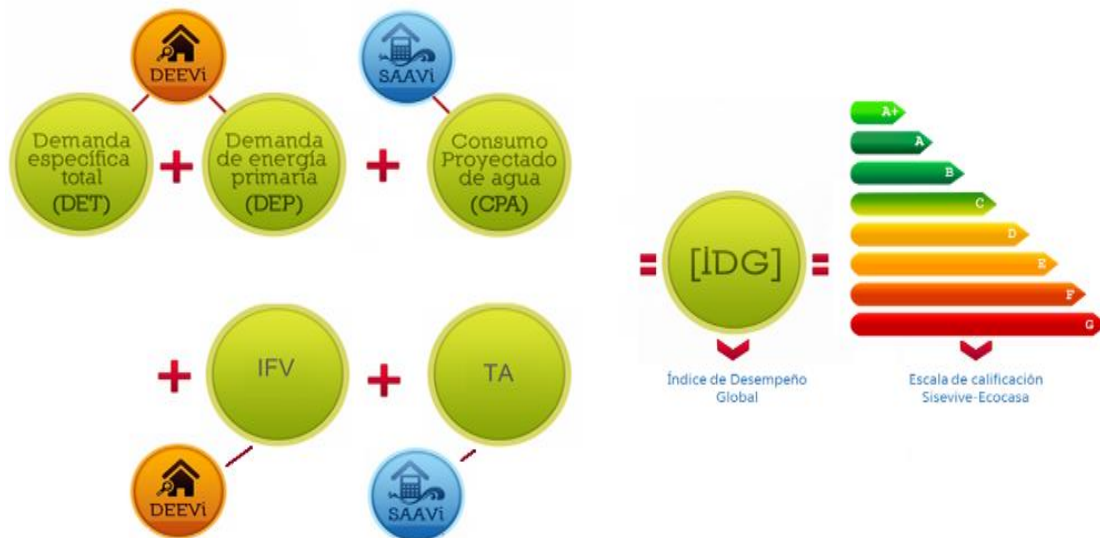 DEEVi
SAAVi
Demanda
específica
total
(DET)
Demanda
de energía
primaria
(DEP)
Consumo
Proyectado
de agua
(CPA)
[iDG]
A+
A
B
C
D
E
F
G
Índice de Desempeño
Global
Escala de calificación
Sisevive-Ecocasa
IFV
TA
DEEVi
SAAVi